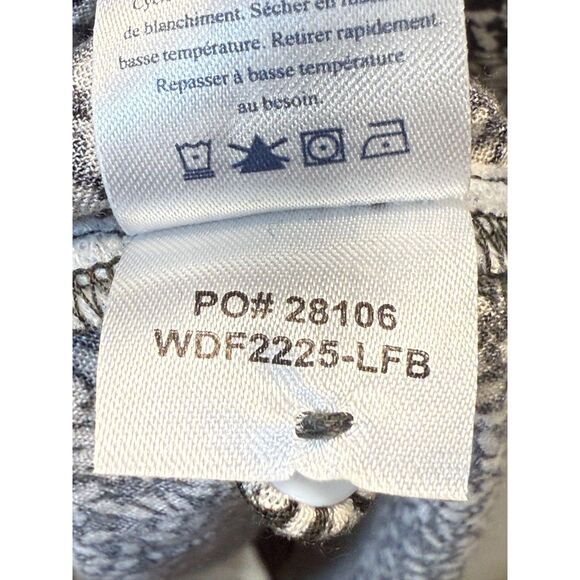 de blanchiment. Sécher en
basse température. Retirer rapidement.
Repasser à basse température
au besoin.
PO# 28106
WDF2225-LFB